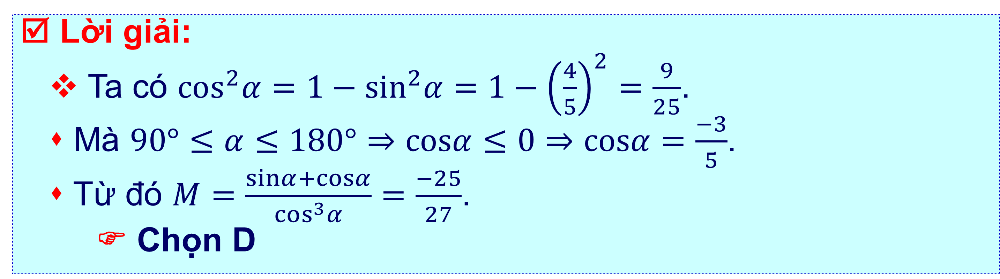 ☑ Lời giải:
❖ Ta có $\cos^2\alpha = 1 - \sin^2\alpha = 1 - \left(\frac{4}{5}\right)^2 = \frac{9}{25}$.
♦ Mà $90° \leq \alpha \leq 180° \Rightarrow \cos\alpha \leq 0 \Rightarrow \cos\alpha = \frac{-3}{5}$.
♦ Từ đó $M = \frac{\sin\alpha + \cos\alpha}{\cos^3\alpha} = \frac{-25}{27}$.
☞ Chọn D